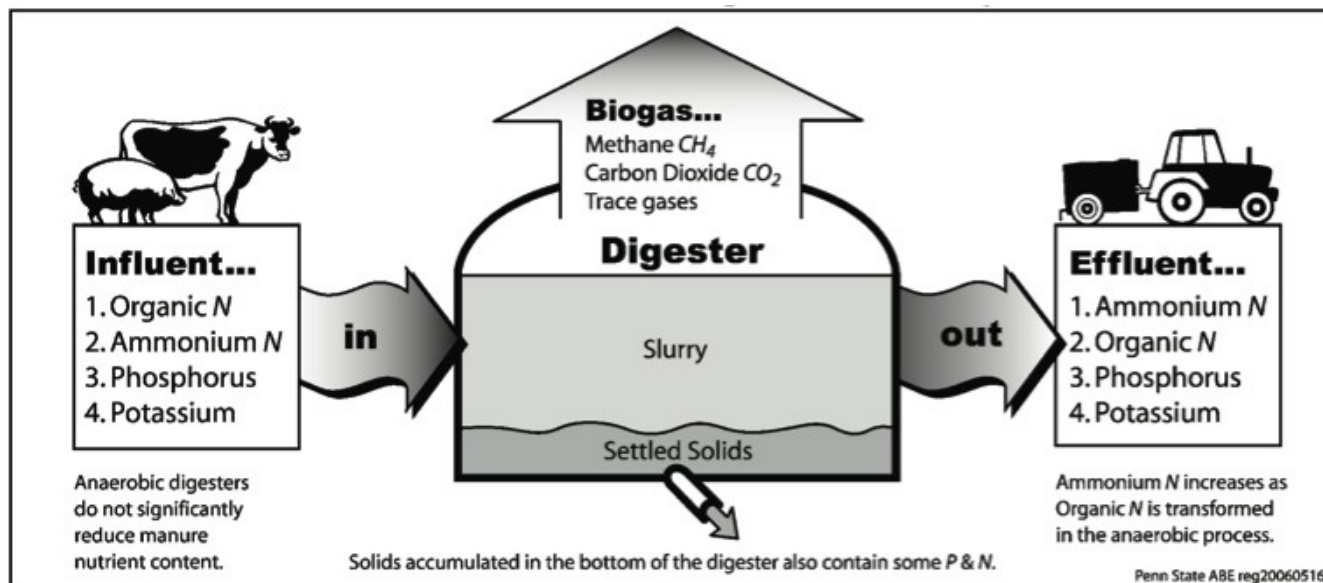 Biogas...
Methane CH4
Carbon Dioxide CO2
Trace gases
Influent...
1. Organic N
2. Ammonium N
3. Phosphorus
4. Potassium
in
Digester
Slurry
Settled Solids
out
Effluent...
1. Ammonium N
2. Organic N
3. Phosphorus
4. Potassium
Anaerobic digesters
do not significantly
reduce manure
nutrient content.
Ammonium N increases as
Organic N is transformed
in the anaerobic process.
Solids accumulated in the bottom of the digester also contain some P & N.
Penn State ABE reg20060516